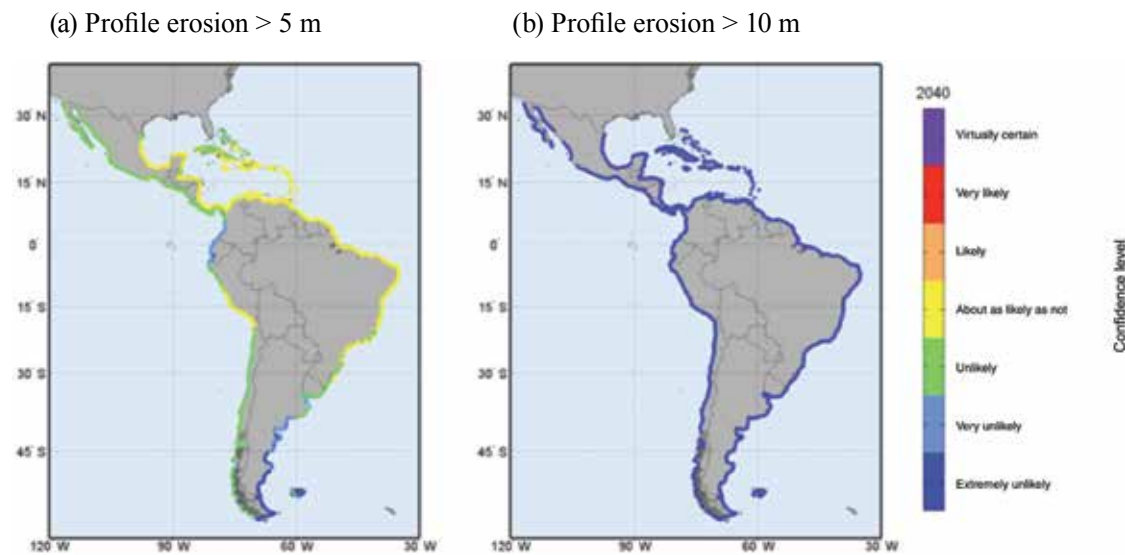 (a) Profile erosion > 5 m
(b) Profile erosion > 10 m
30° N
15° N
0°
15° S
30° S
45° S
120 W
90 W
60 W
30 W
30° N
15° N
0°
15° S
30° S
45° S
120 W
90 W
60 W
30 W
2040
Virtually certain
Very likely
Likely
About as likely as not
Unlikely
Very unlikely
Extremely unlikely
Confidence level